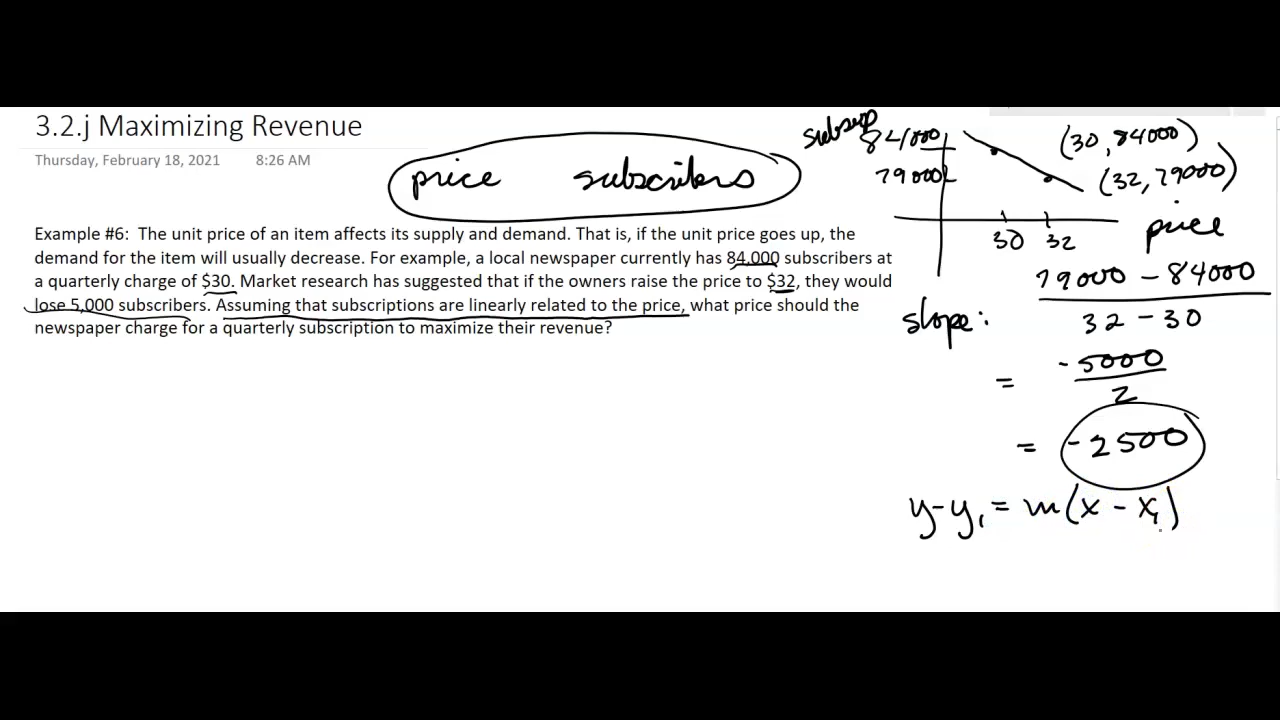 3.2.j Maximizing Revenue
Thursday, February 18, 2021 8:26 AM
price subscribers
Example #6: The unit price of an item affects its supply and demand. That is, if the unit price goes up, the
demand for the item will usually decrease. For example, a local newspaper currently has 84,000 subscribers at
a quarterly charge of $30. Market research has suggested that if the owners raise the price to $32, they would
lose 5,000 subscribers. Assuming that subscriptions are linearly related to the price, what price should the
newspaper charge for a quarterly subscription to maximize their revenue?
84000
79000
(30, 84000)
(32, 79000)
30 32 price
79000 - 84000
slope:
32 - 30
= -5000
2
= -2500
y-y₁ = m(x - x₁)